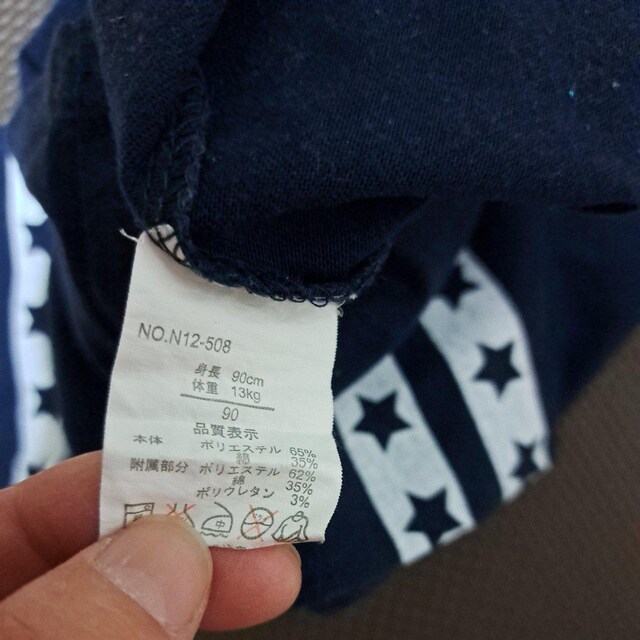 NO.N12-508
身長 90cm
体重 13kg
90
品質表示
本体 ポリエステル 65%
綿 35%
附属部分 ポリエステル 62%
綿 35%
ポリウレタン 3%
中